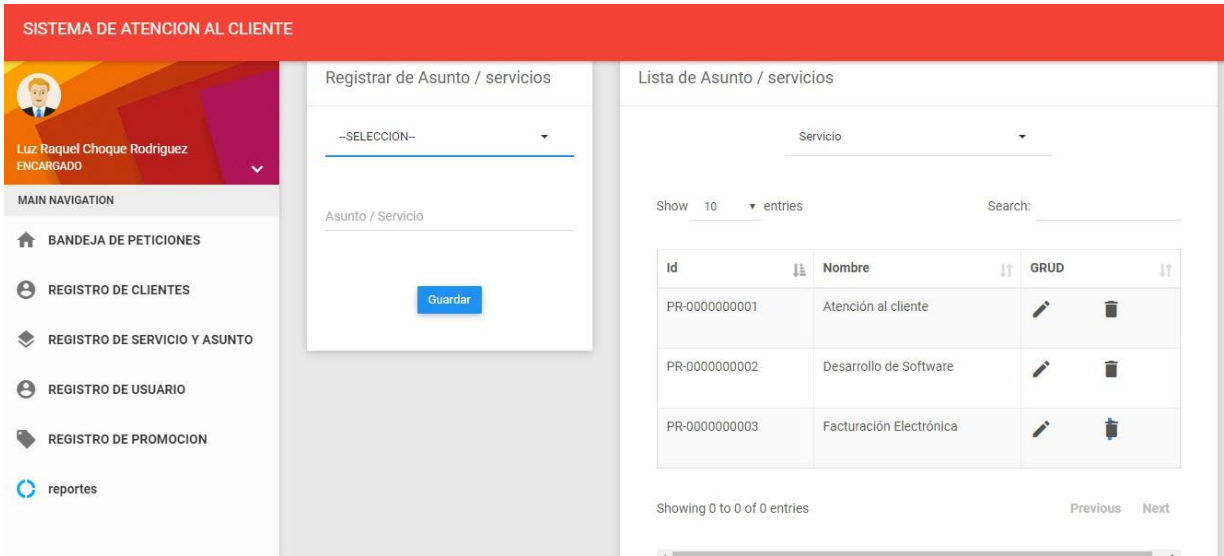 SISTEMA DE ATENCION AL CLIENTE
Luz Raquel Choque Rodriguez
ENCARGADO
MAIN NAVIGATION
BANDEJA DE PETICIONES
REGISTRO DE CLIENTES
REGISTRO DE SERVICIO Y ASUNTO
REGISTRO DE USUARIO
REGISTRO DE PROMOCION
reportes
Registrar de Asunto / servicios
--SELECCION--
Asunto / Servicio
Guardar
Lista de Asunto / servicios
Servicio
Show 10 entries Search:
Id Nombre GRUD
PR-0000000001 Atención al cliente
PR-0000000002 Desarrollo de Software
PR-0000000003 Facturación Electrónica
Showing 0 to 0 of 0 entries Previous Next